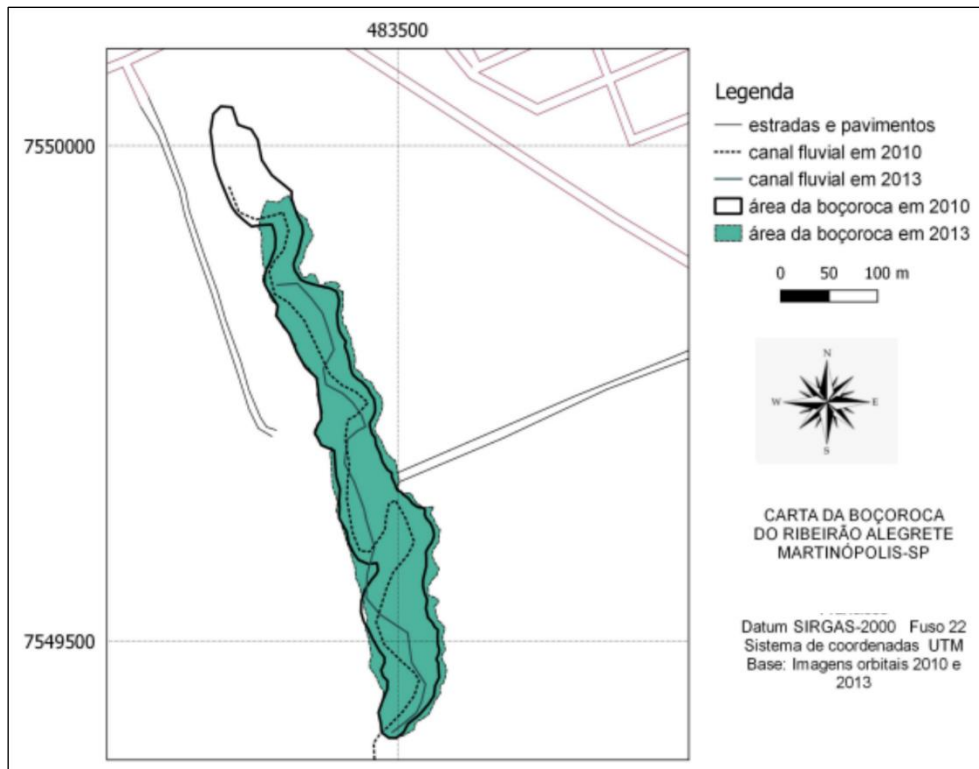 483500
7550000
7549500
Legenda
estradas e pavimentos
canal fluvial em 2010
canal fluvial em 2013
área da boçoroca em 2010
área da boçoroca em 2013
0 50 100 m
N
W E
S
CARTA DA BOÇOROCA
DO RIBEIRÃO ALEGRETE
MARTINÓPOLIS-SP
Datum SIRGAS-2000 Fuso 22
Sistema de coordenadas UTM
Base: Imagens orbitais 2010 e
2013